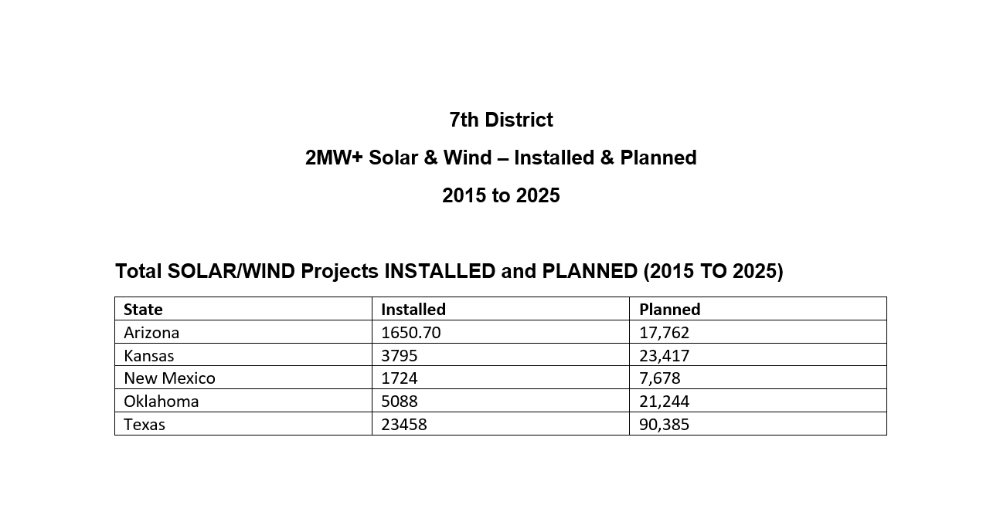 7th District
2MW+ Solar & Wind – Installed & Planned
2015 to 2025
Total SOLAR/WIND Projects INSTALLED and PLANNED (2015 TO 2025)
State Installed Planned
Arizona 1650.70 17,762
Kansas 3795 23,417
New Mexico 1724 7,678
Oklahoma 5088 21,244
Texas 23458 90,385